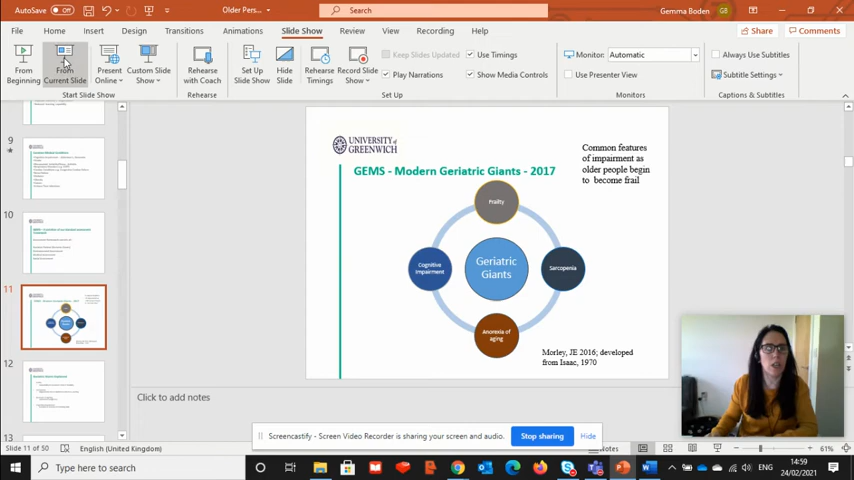 AutoSave Off Older Pers... Search Gemma Boden GB
File Home Insert Draw Design Transitions Animations Slide Show Review View Recording Help Share Comments
From Beginning
From Current Slide
Present Online
Custom Slide Show
Rehearse with Coach
Set Up Slide Show
Hide Slide
Rehearse Timings
Record Slide Show
Keep Slides Updated
Use Timings
Play Narrations
Show Media Controls
Monitor: Automatic
Use Presenter View
Always Use Subtitles
Subtitle Settings
Start Slide Show Rehearse Set Up Monitors Captions & Subtitles
9
10
11
12
13
UNIVERSITY of
GREENWICH
GEMS - Modern Geriatric Giants - 2017
Common features
of impairment as
older people begin
to become frail
Frailty
Cognitive
Impairment
Geriatric
Giants
Sarcopenia
Anorexia of
aging
Morley, JE 2016; developed
from Isaac, 1970
Click to add notes
Screencastify - Screen Video Recorder is sharing your screen and audio. Stop sharing Hide
Slide 11 of 50 English (United Kingdom) Notes 61%
Type here to search
ENG
14:59
24/02/2021